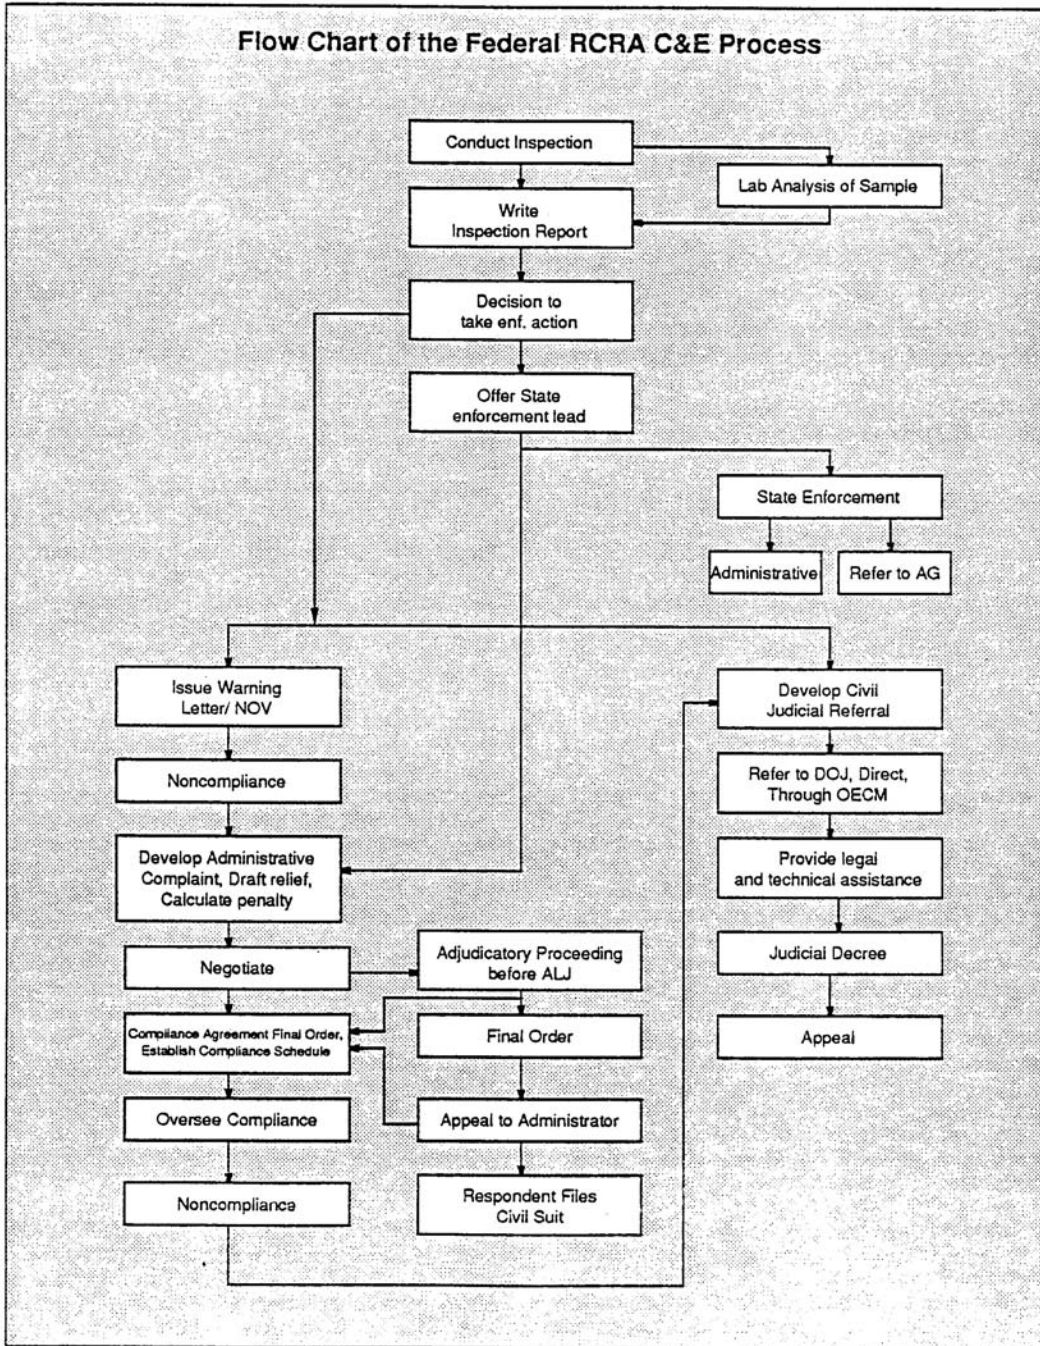 Flow Chart of the Federal RCRA C&E Process
Conduct Inspection
Lab Analysis of Sample
Write
Inspection Report
Decision to
take enf. action
Offer State
enforcement lead
State Enforcement
Administrative
Refer to AG
Issue Warning
Letter/ NOV
Noncompliance
Develop Administrative
Complaint, Draft relief,
Calculate penalty
Negotiate
Compliance Agreement Final Order,
Establish Compliance Schedule
Oversee Compliance
Noncompliance
Adjudicatory Proceeding
before ALJ
Final Order
Appeal to Administrator
Respondent Files
Civil Suit
Develop Civil
Judicial Referral
Refer to DOJ, Direct,
Through OECM
Provide legal
and technical assistance
Judicial Decree
Appeal